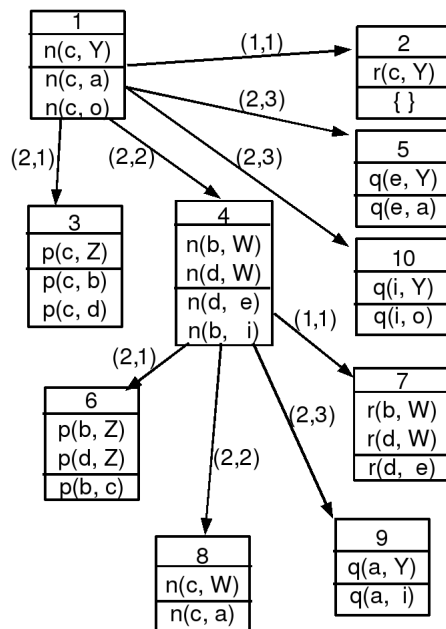 1
n(c, Y)
n(c, a)
n(c, o)
(1,1)
2
r(c, Y)
{ }
(2,3)
5
q(e, Y)
q(e, a)
(2,1)
(2,2)
(2,3)
3
p(c, Z)
p(c, b)
p(c, d)
4
n(b, W)
n(d, W)
n(d, e)
n(b, i)
10
q(i, Y)
q(i, o)
(1,1)
(2,1)
(2,2)
(2,3)
6
p(b, Z)
p(d, Z)
p(b, c)
7
r(b, W)
r(d, W)
r(d, e)
8
n(c, W)
n(c, a)
9
q(a, Y)
q(a, i)